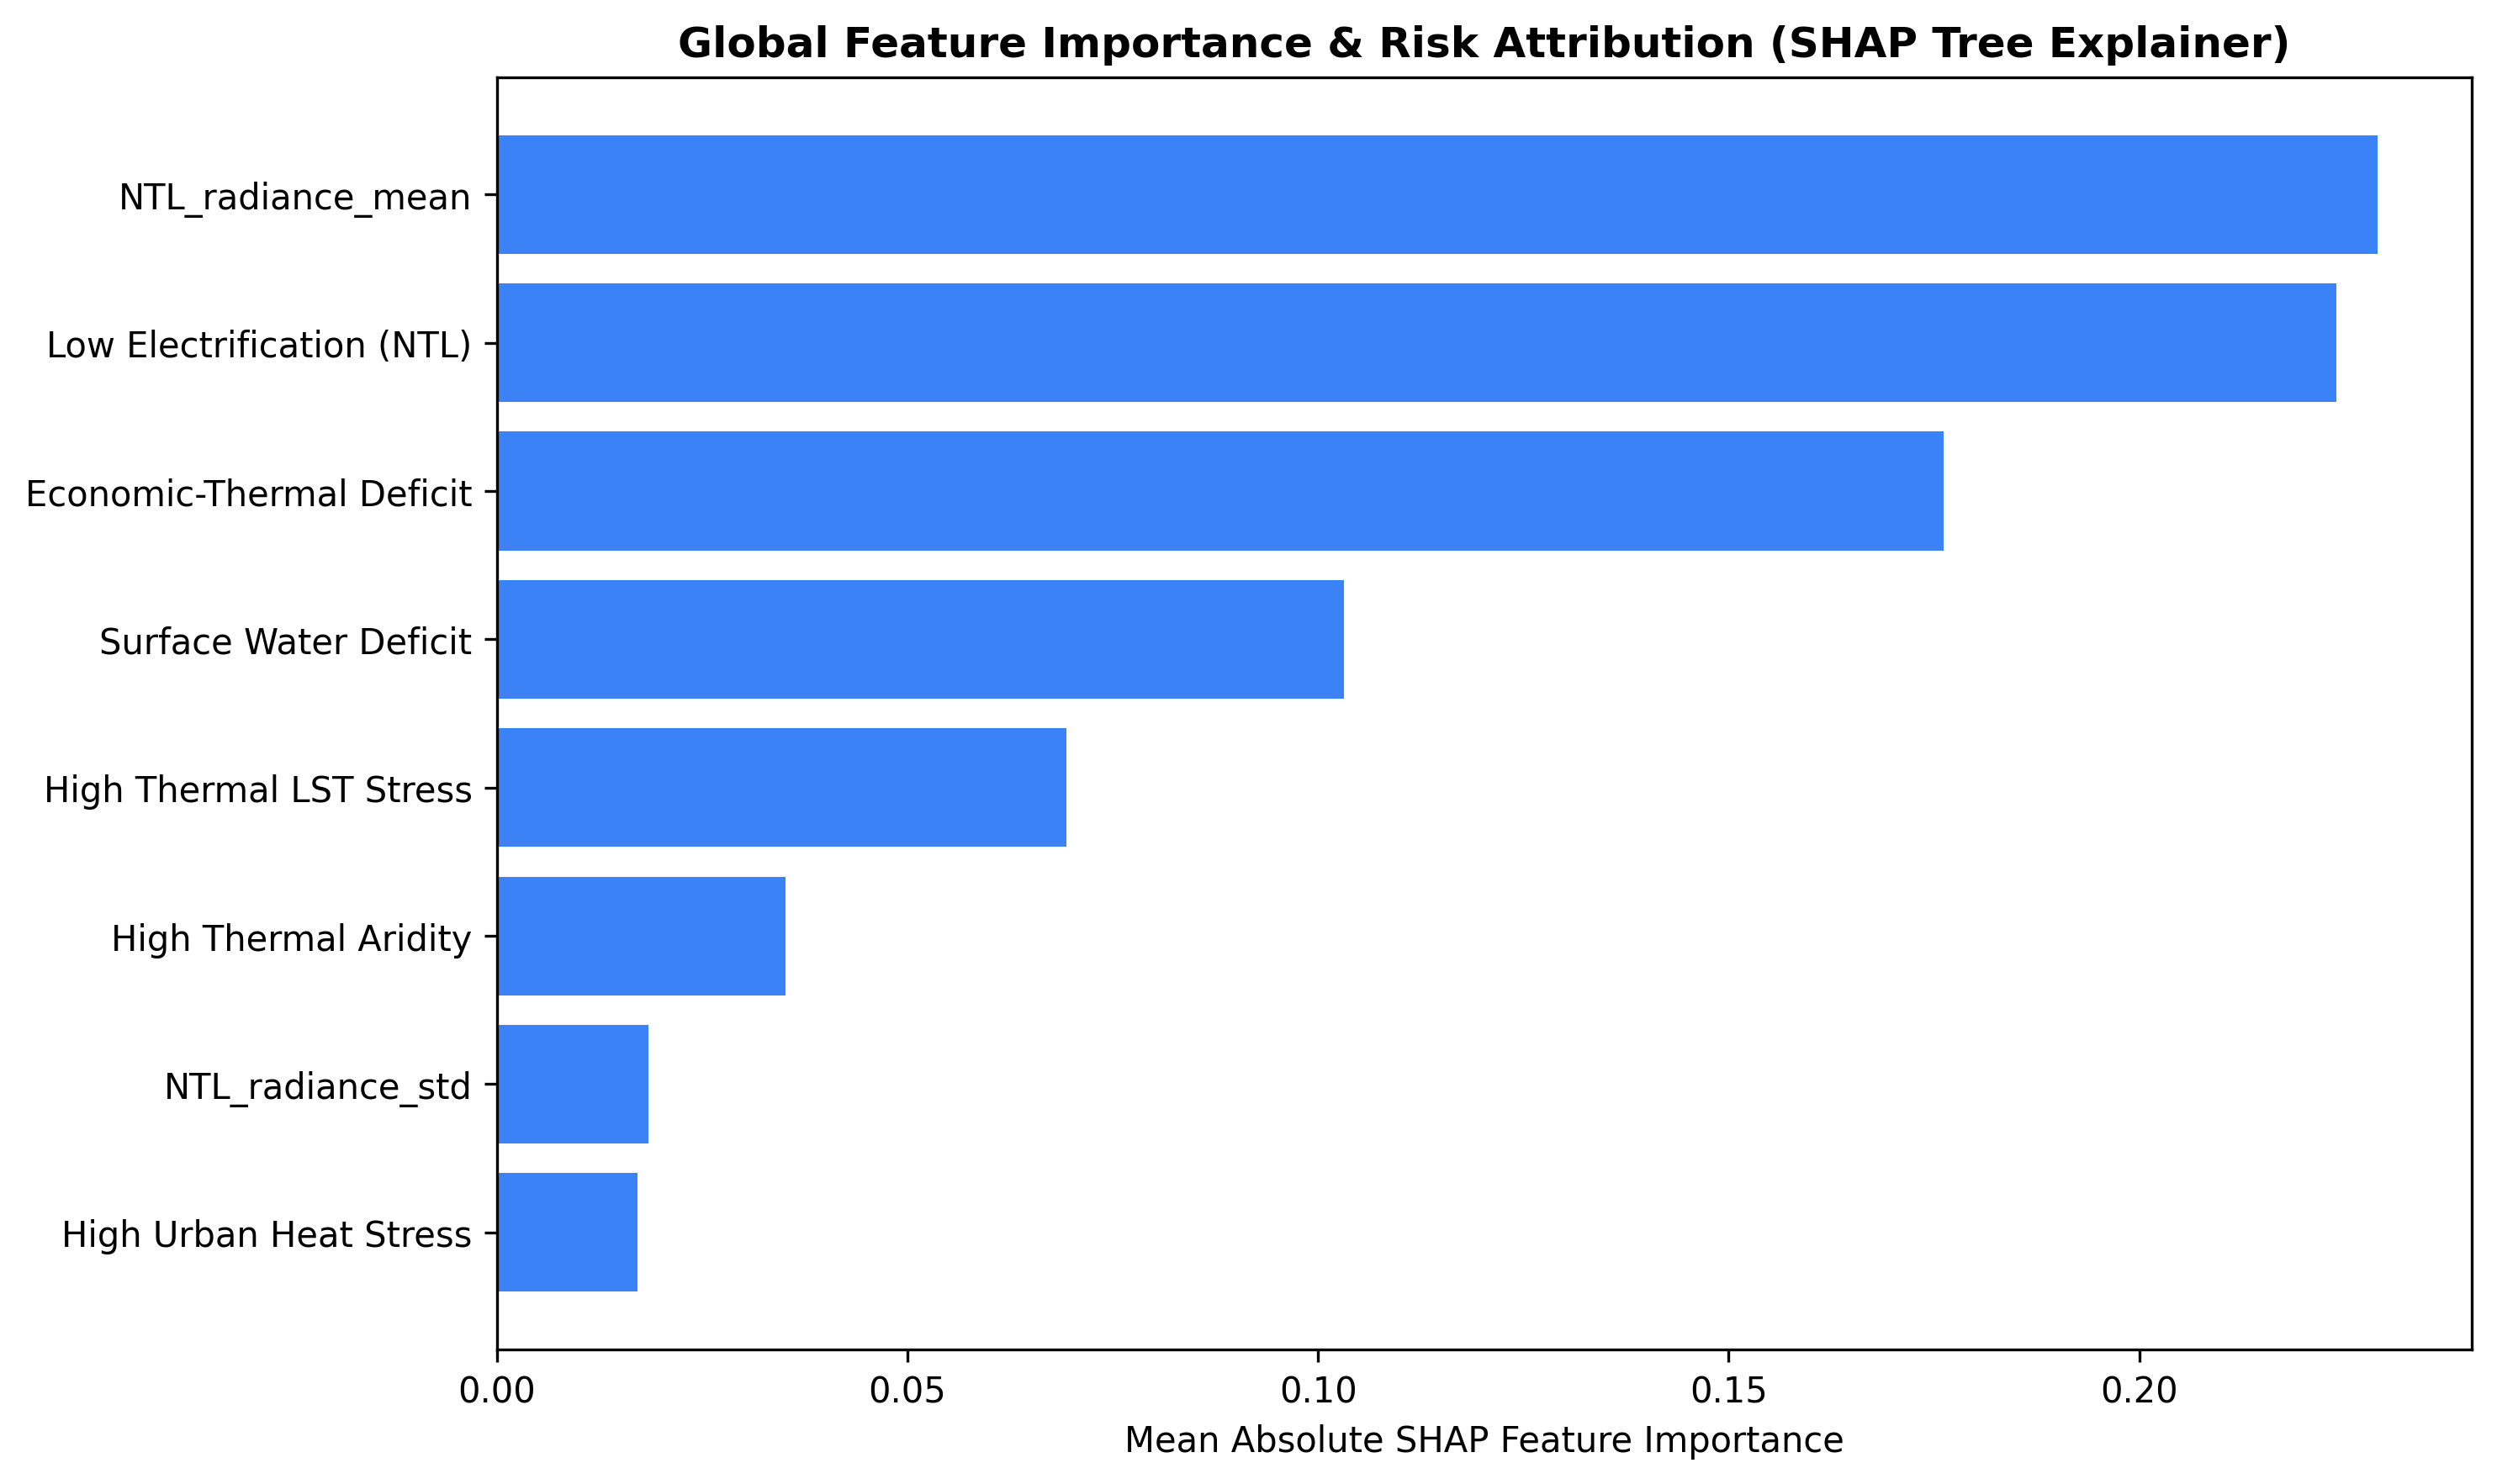 Global Feature Importance & Risk Attribution (SHAP Tree Explainer)
NTL_radiance_mean
Low Electrification (NTL)
Economic-Thermal Deficit
Surface Water Deficit
High Thermal LST Stress
High Thermal Aridity
NTL_radiance_std
High Urban Heat Stress
0.00 0.05 0.10 0.15 0.20
Mean Absolute SHAP Feature Importance